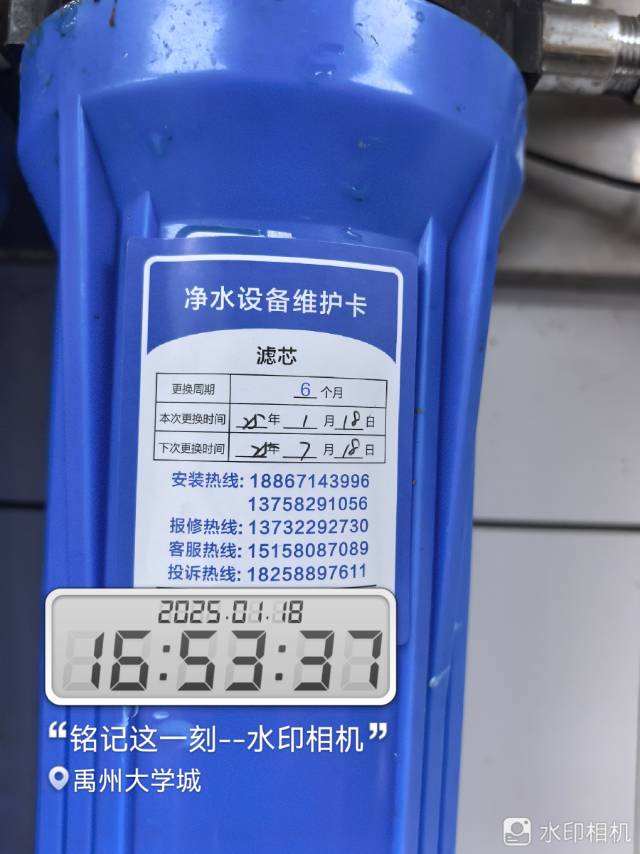 净水设备维护卡
滤芯
更换周期 6 个月
本次更换时间 25 年 1 月 18 日
下次更换时间 25 年 7 月 18 日
安装热线: 18867143996
13758291056
报修热线: 13732292730
客服热线: 15158087089
投诉热线: 18258897611
2025.01.18
16:53:37
“铭记这一刻--水印相机”
禹州大学城
水印相机